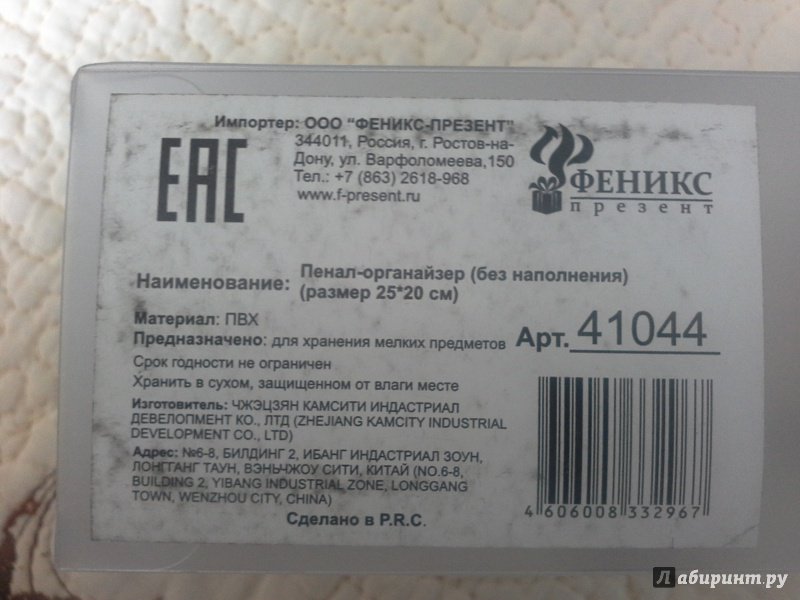 Импортер: ООО "ФЕНИКС-ПРЕЗЕНТ"
344011, Россия, г. Ростов-на-
Дону, ул. Варфоломеева,150
Тел.: +7 (863) 2618-968
www.f-present.ru
EAC
ФЕНИКС
презент
Наименование: Пенал-органайзер (без наполнения)
(размер 25*20 см)
Материал: ПВХ
Предназначено: для хранения мелких предметов
Арт. 41044
Срок годности не ограничен
Хранить в сухом, защищенном от влаги месте
Изготовитель: ЧЖЭЦЗЯН КАМСИТИ ИНДАСТРИАЛ
ДЕВЕЛОПМЕНТ КО., ЛТД (ZHEJIANG KAMCITY INDUSTRIAL
DEVELOPMENT CO., LTD)
Адрес: №6-8, БИЛДИНГ 2, ИБАНГ ИНДАСТРИАЛ ЗОУН,
ЛОНГГАНГ ТАУН, ВЭНЬЧЖОУ СИТИ, КИТАЙ (NO.6-8,
BUILDING 2, YIBANG INDUSTRIAL ZONE, LONGGANG
TOWN, WENZHOU CITY, CHINA)
Сделано в P.R.C.
4 606008 332967
Лабиринт.ру